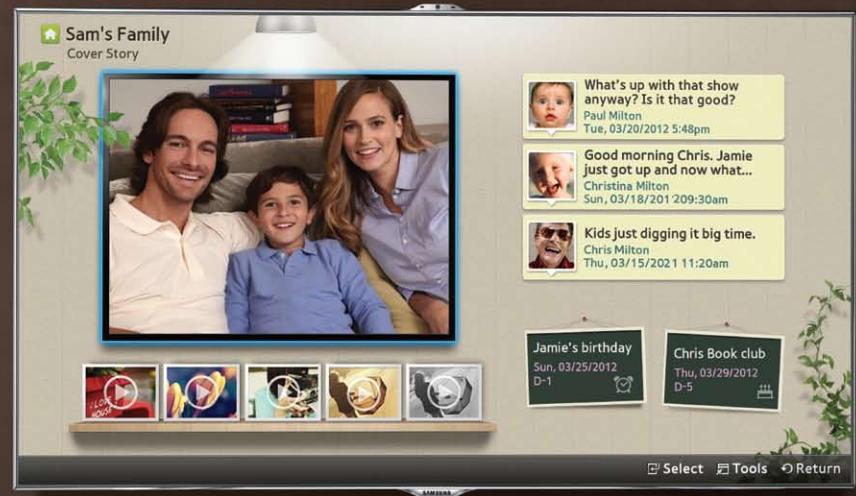 Sam's Family
Cover Story
What's up with that show
anyway? Is it that good?
Paul Milton
Tue, 03/20/2012 5:48pm
Good morning Chris. Jamie
just got up and now what...
Christina Milton
Sun, 03/18/201 209:30am
Kids just digging it big time.
Chris Milton
Thu, 03/15/2021 11:20am
Jamie's birthday
Sun, 03/25/2012
D-1
Chris Book club
Thu, 03/29/2012
D-5
I LOVE
HOUSE
Select Tools Return
SAMSUNG